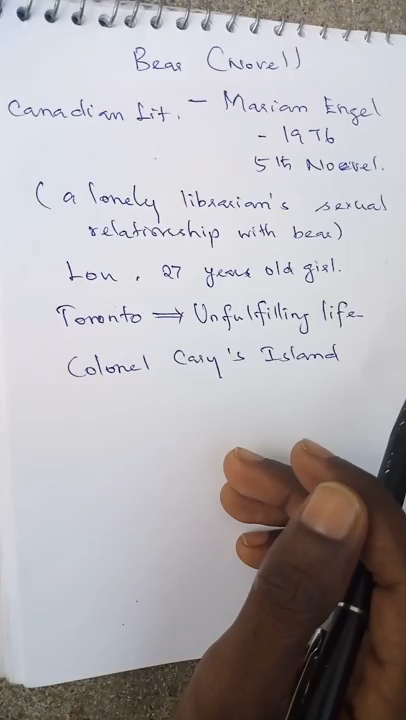 Bear (Novel)
Canadian Lit. - Marian Engel
- 1976
5th Novel.
(a lonely librarian's sexual
relationship with bear)
Lou, 27 years old girl.
Toronto ⇒ Unfulfilling life
Colonel Cary's Island